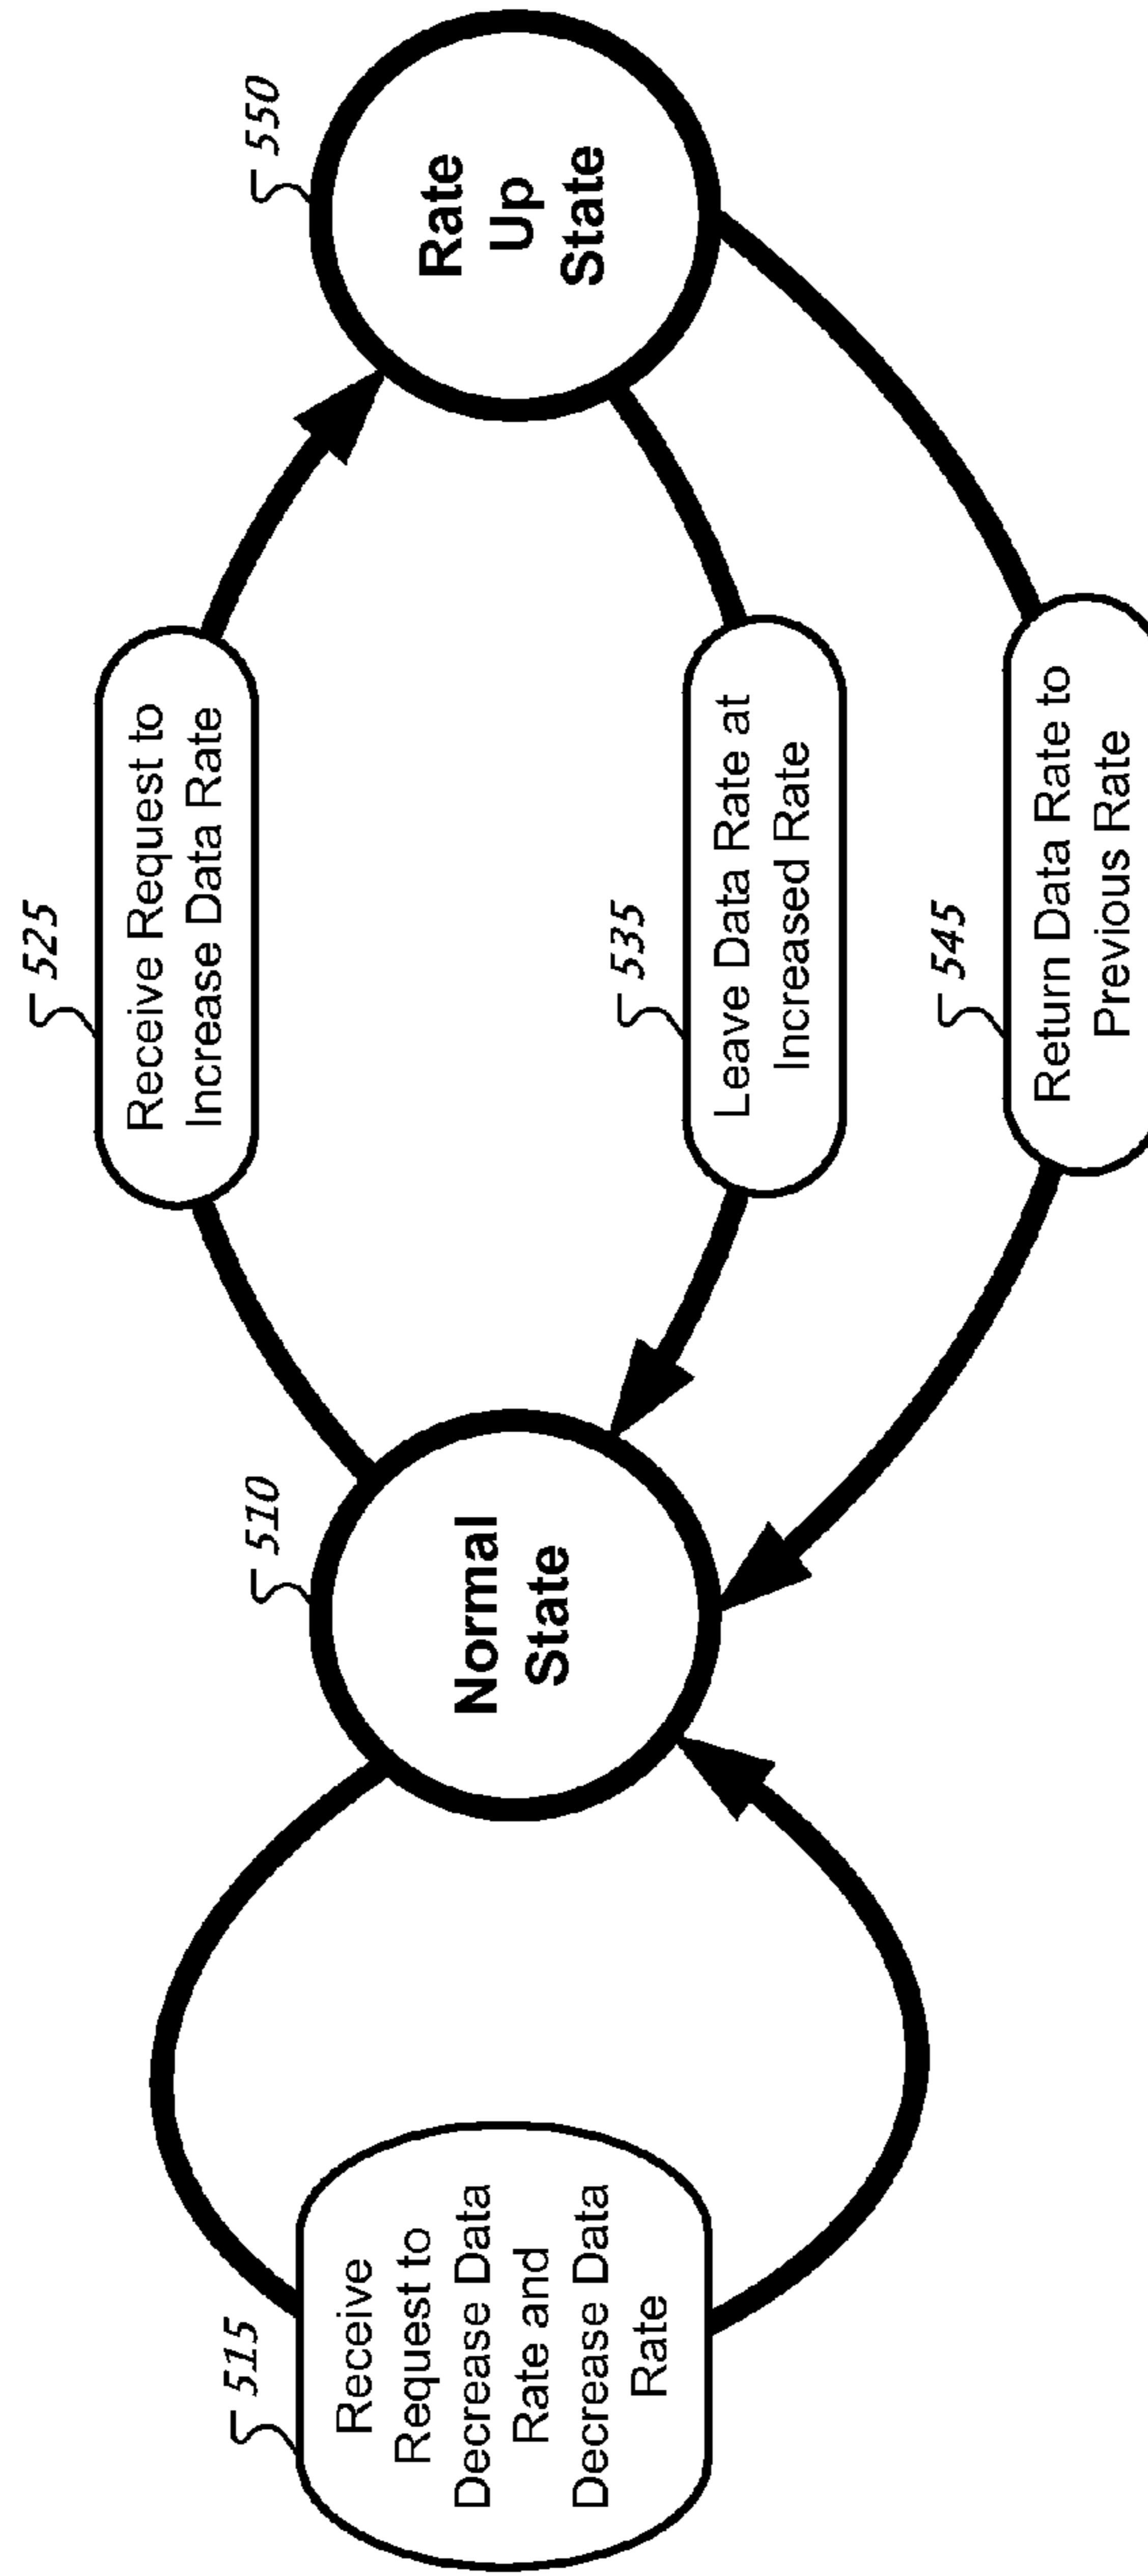 515
Receive
Request to
Decrease Data
Rate and
Decrease Data
Rate
510
Normal
State
525
Receive Request to
Increase Data Rate
535
Leave Data Rate at
Increased Rate
545
Return Data Rate to
Previous Rate
550
Rate
Up
State